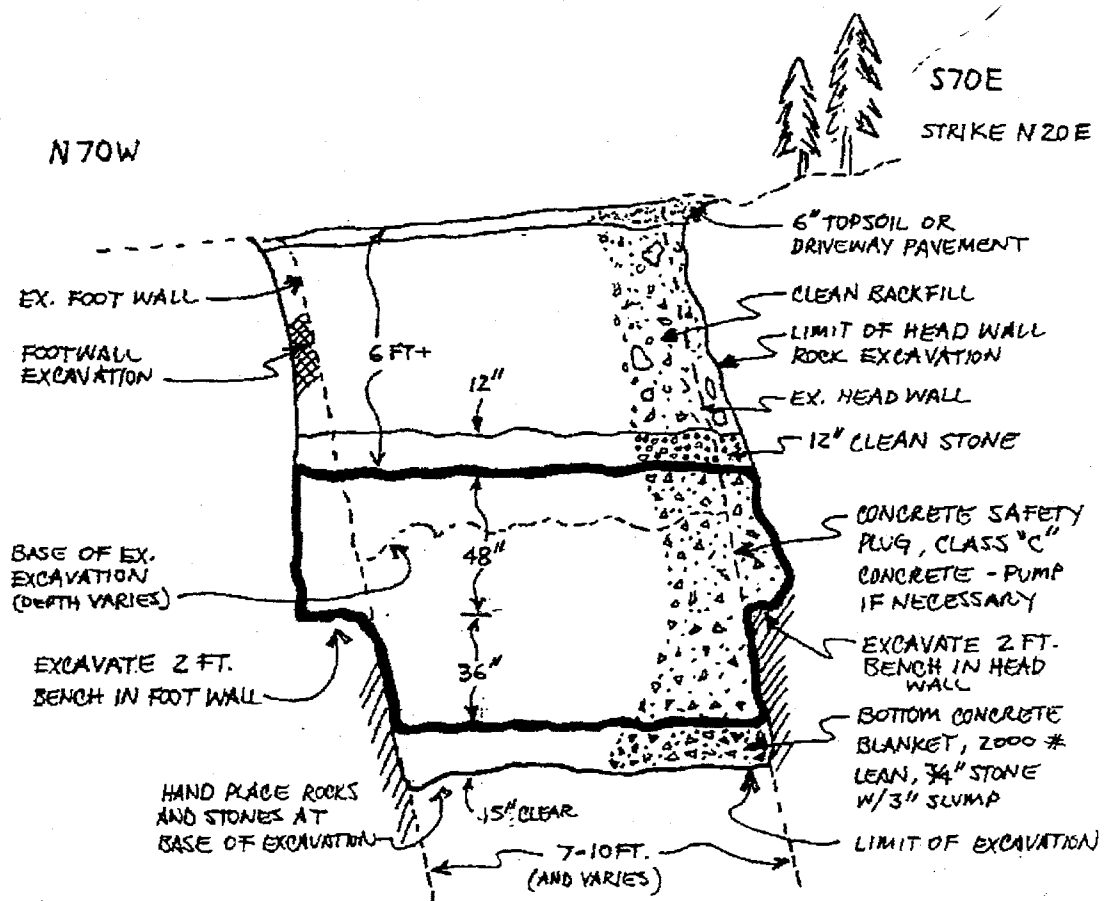 N70W
S70E
STRIKE N20E
6" TOPSOIL OR
DRIVEWAY PAVEMENT
EX. FOOT WALL
CLEAN BACKFILL
LIMIT OF HEAD WALL
ROCK EXCAVATION
FOOTWALL
EXCAVATION
6 FT+
12"
EX. HEAD WALL
12" CLEAN STONE
CONCRETE SAFETY
PLUG, CLASS "C"
CONCRETE - PUMP
IF NECESSARY
BASE OF EX.
EXCAVATION
(DEPTH VARIES)
48"
EXCAVATE 2 FT.
BENCH IN FOOT WALL
36"
EXCAVATE 2 FT.
BENCH IN HEAD
WALL
BOTTOM CONCRETE
BLANKET, 2000 #
LEAN, 3/4" STONE
W/3" SLUMP
HAND PLACE ROCKS
AND STONES AT
BASE OF EXCAVATION
15" CLEAR
LIMIT OF EXCAVATION
7-10 FT.
(AND VARIES)